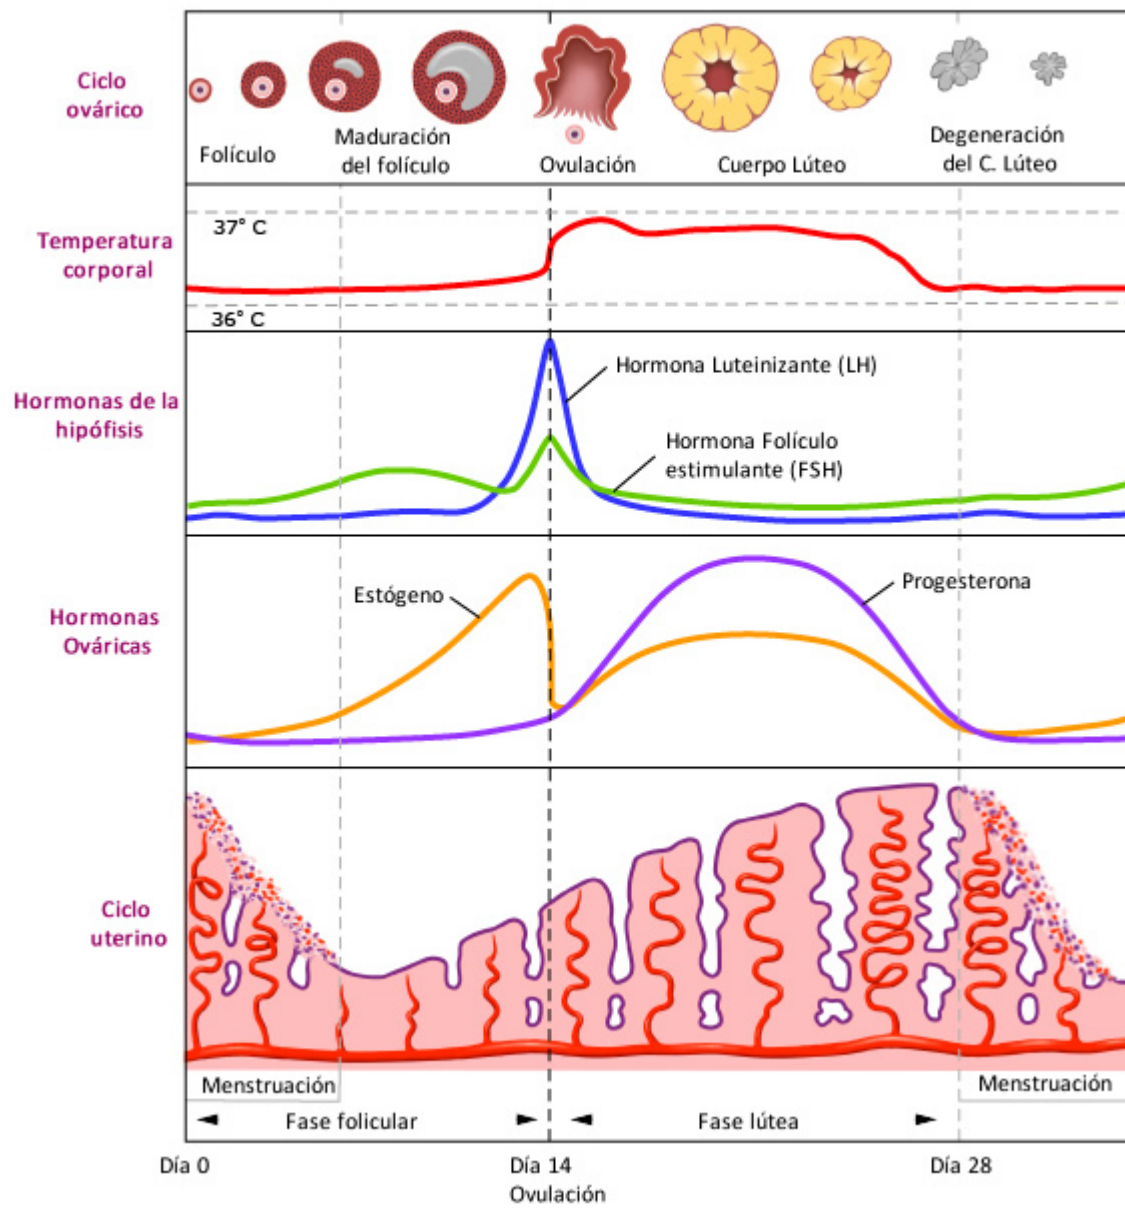 Ciclo
ovárico
Folículo
Maduración
del folículo
Ovulación
Cuerpo Lúteo
Degeneración
del C. Lúteo
Temperatura
corporal
37° C
36° C
Hormonas de la
hipófisis
Hormona Luteinizante (LH)
Hormona Folículo
estimulante (FSH)
Hormonas
Ováricas
Estógeno
Progesterona
Ciclo
uterino
Menstruación
Menstruación
Fase folicular
Fase lútea
Día 0
Día 14
Ovulación
Día 28